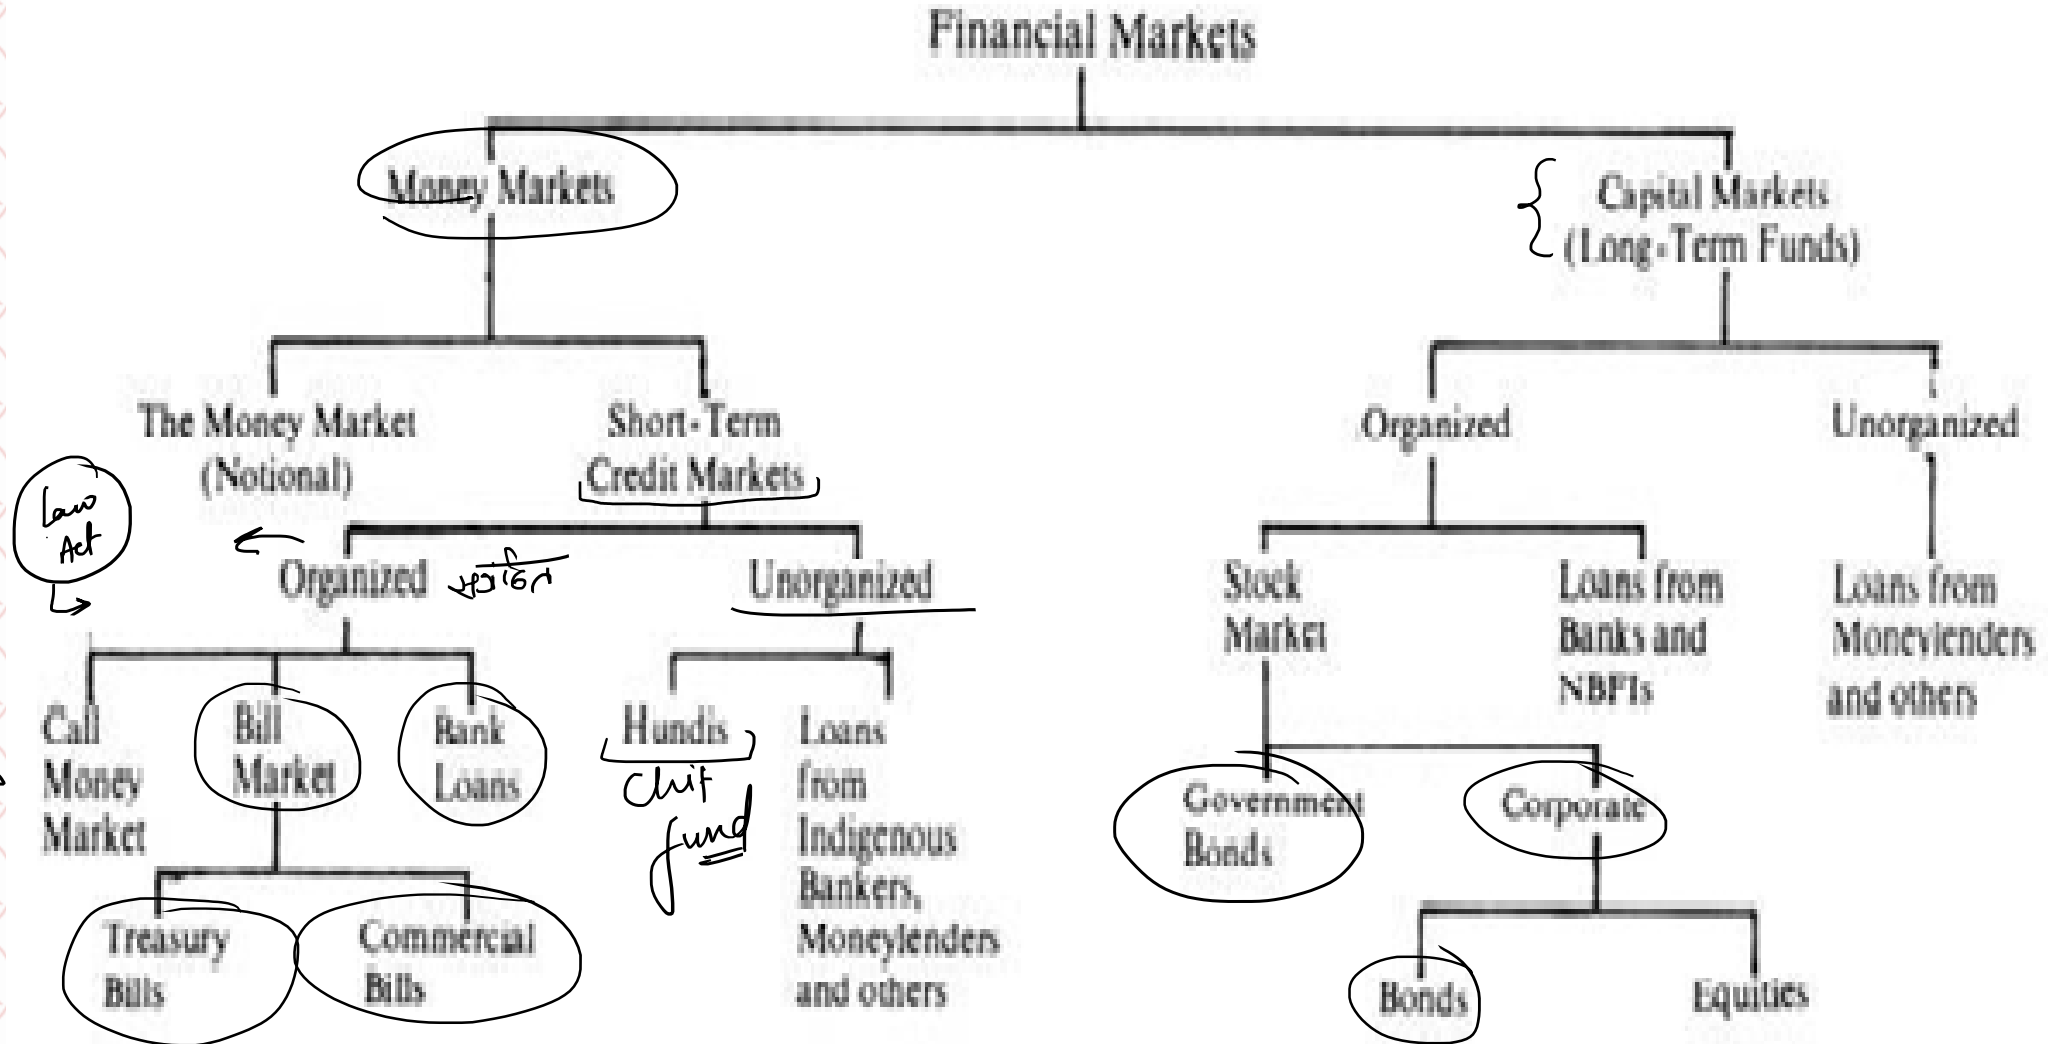 Financial Markets
Money Markets
Capital Markets
(Long-Term Funds)
The Money Market
(Notional)
Short-Term
Credit Markets
Organized
Unorganized
Law
Act
Organized
Unorganized
Stock
Market
Loans from
Banks and
NBFIs
Loans from
Moneylenders
and others
Call
Money
Market
Bill
Market
Bank
Loans
Hundis
Chit
fund
Loans
from
Indigenous
Bankers,
Moneylenders
and others
Government
Bonds
Corporate
Treasury
Bills
Commercial
Bills
Bonds
Equities